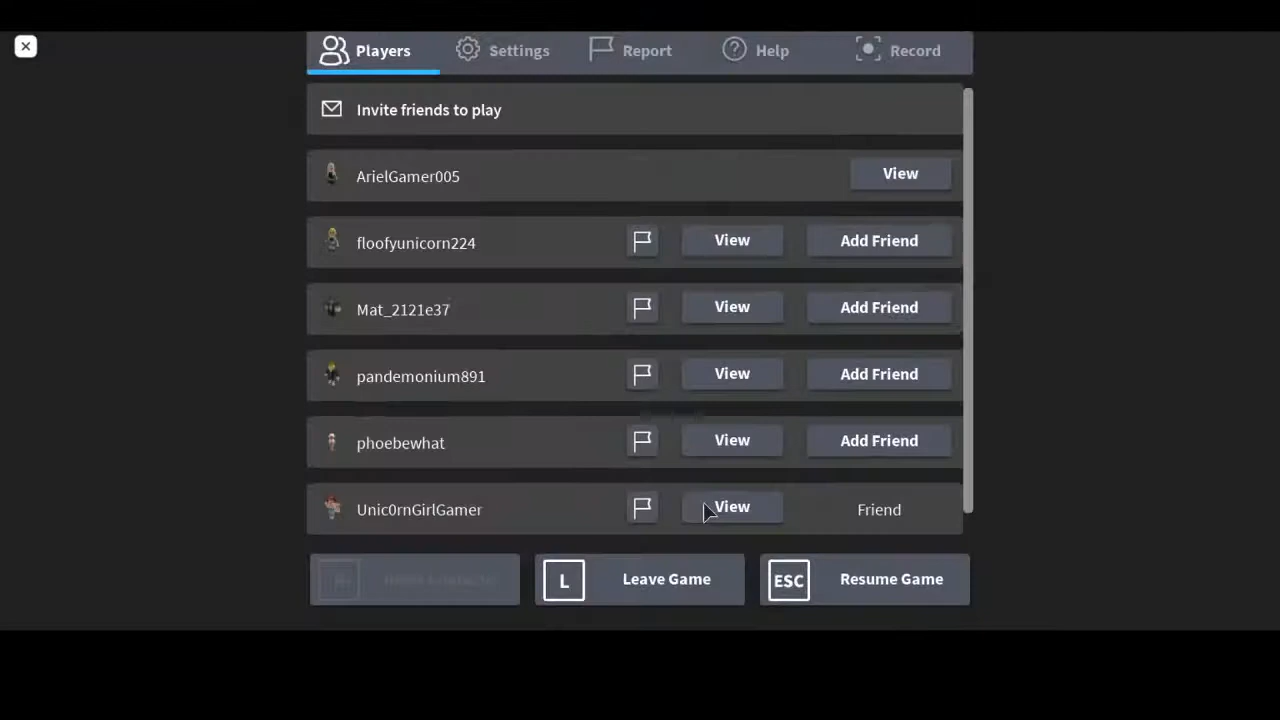 Players Settings Report Help Record
Invite friends to play
ArielGamer005 View
floofyunicorn224 View Add Friend
Mat_2121e37 View Add Friend
pandemonium891 View Add Friend
phoebewhat View Add Friend
Unic0rnGirlGamer View Friend
L Leave Game ESC Resume Game